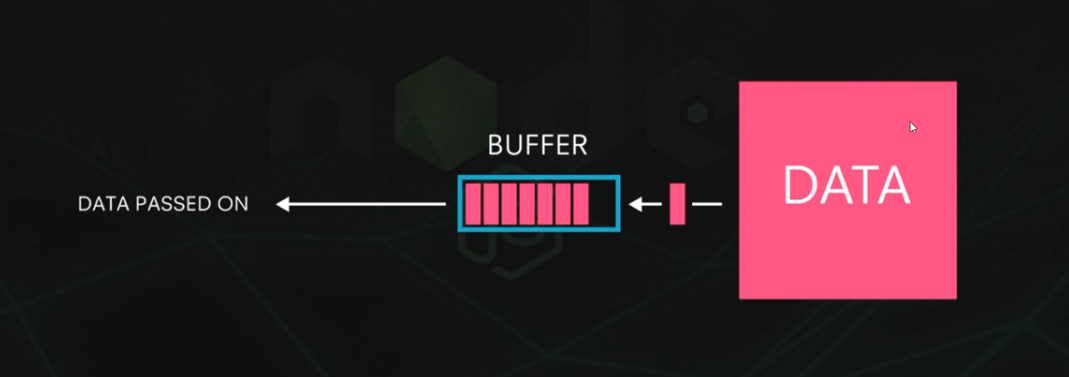 BUFFER
DATA PASSED ON
DATA